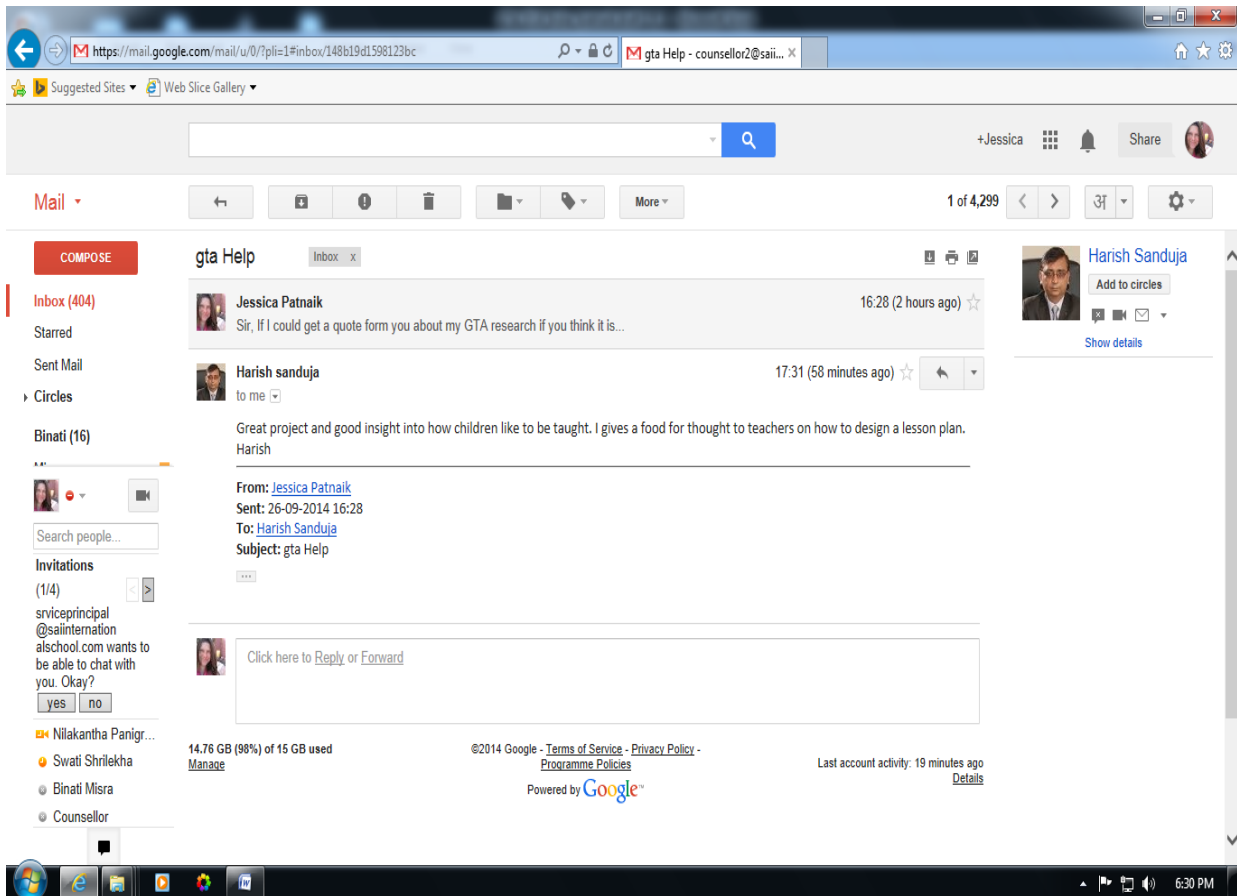 https://mail.google.com/mail/u/0/?pli=1#inbox/148b19d1598123bc
gta Help - counsellor2@saii...
Suggested Sites
Web Slice Gallery
+Jessica
Share
Mail
More
1 of 4,299
अ
COMPOSE
Inbox (404)
Starred
Sent Mail
Circles
Binati (16)
gta Help
Inbox x
Jessica Patnaik
16:28 (2 hours ago)
Sir, If I could get a quote form you about my GTA research if you think it is...
Harish sanduja
17:31 (58 minutes ago)
to me
Great project and good insight into how children like to be taught. I gives a food for thought to teachers on how to design a lesson plan.
Harish
From: Jessica Patnaik
Sent: 26-09-2014 16:28
To: Harish Sanduja
Subject: gta Help
...
Click here to Reply or Forward
Harish Sanduja
Add to circles
Show details
Search people...
Invitations
(1/4)
< >
srviceprincipal
@saiinternation
alschool.com wants to
be able to chat with
you. Okay?
yes no
Nilakantha Panigr...
Swati Shrilekha
Binati Misra
Counsellor
14.76 GB (98%) of 15 GB used
Manage
©2014 Google - Terms of Service - Privacy Policy -
Programme Policies
Powered by Google™
Last account activity: 19 minutes ago
Details
6:30 PM